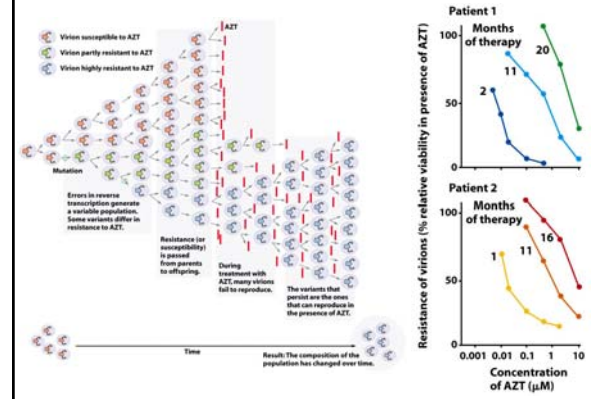 Virion susceptible to AZT
Virion partly resistant to AZT
Virion highly resistant to AZT
AZT
Mutation
Errors in reverse
transcription generate
a variable population.
Some variants differ in
resistance to AZT.
Resistance (or
susceptibility)
is passed
from parents
to offspring.
During
treatment with
AZT, many virions
fail to reproduce.
The variants that
persist are the ones
that can reproduce in
the presence of AZT.
Time
Result: The composition of the
population has changed over time.
Resistance of virions (% relative viability in presence of AZT)
Patient 1
Months
of therapy
100
50
0
2
11
20
Patient 2
Months
of therapy
100
50
1
11
16
0.001 0.01 0.1 1 10
Concentration
of AZT (μM)